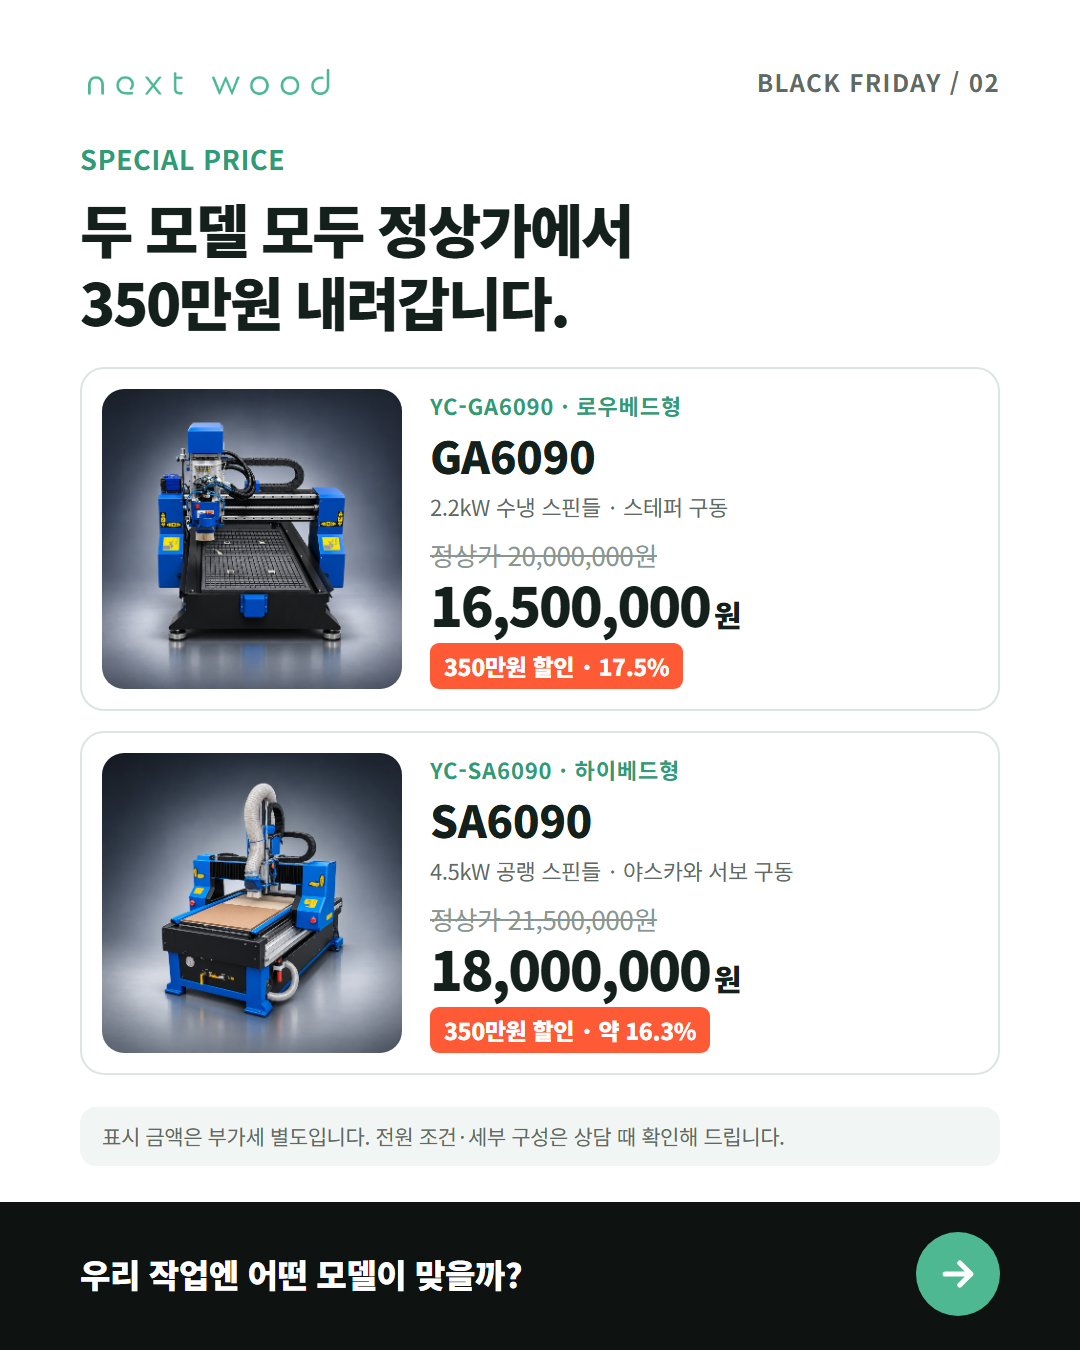 next wood
BLACK FRIDAY / 02
SPECIAL PRICE
두 모델 모두 정상가에서
350만원 내려갑니다.
YC-GA6090 · 로우베드형
GA6090
2.2kW 수냉 스핀들 · 스테퍼 구동
정상가 20,000,000원
16,500,000원
350만원 할인 · 17.5%
YC-SA6090 · 하이베드형
SA6090
4.5kW 공랭 스핀들 · 야스카와 서보 구동
정상가 21,500,000원
18,000,000원
350만원 할인 · 약 16.3%
표시 금액은 부가세 별도입니다. 전원 조건·세부 구성은 상담 때 확인해 드립니다.
우리 작업엔 어떤 모델이 맞을까?